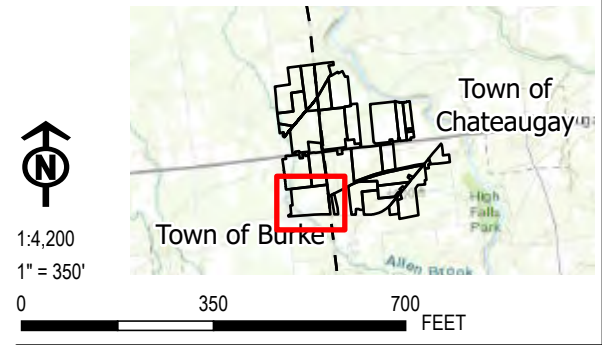 Town of
Chateaugay
High
Falls
Park
Town of Burke
Allen Brook
N
1:4,200
1" = 350'
0 350 700
FEET